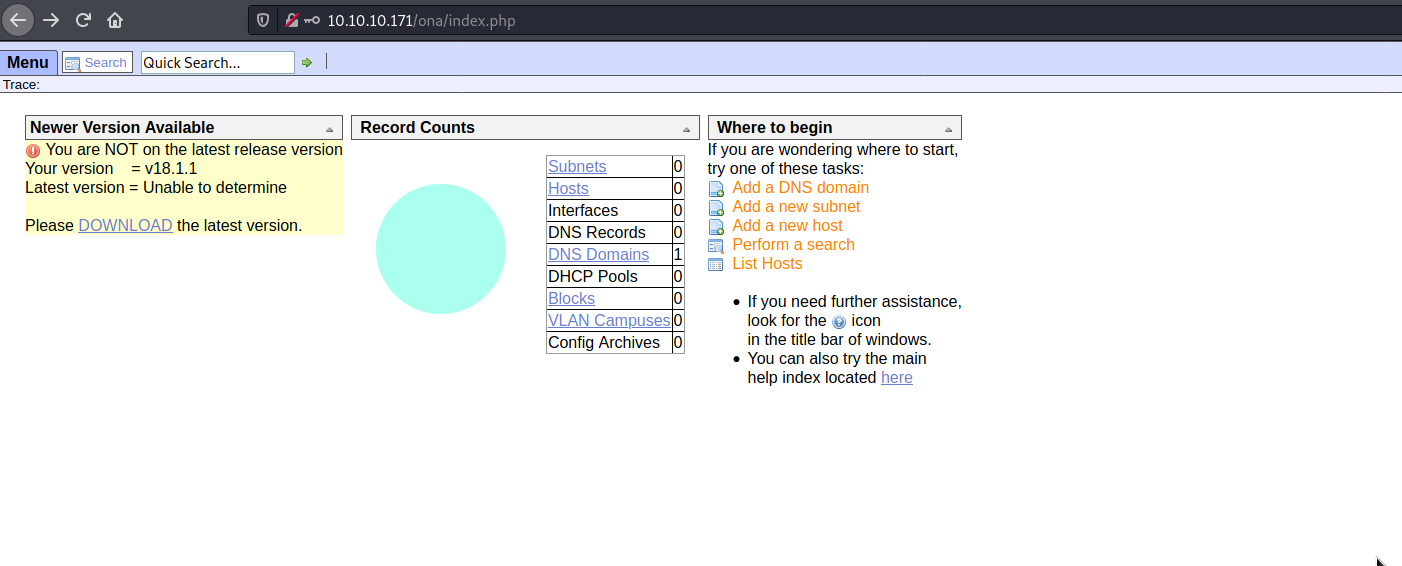 10.10.10.171/ona/index.php
Menu Search Quick Search...
Trace:
Newer Version Available
You are NOT on the latest release version
Your version = v18.1.1
Latest version = Unable to determine
Please DOWNLOAD the latest version.
Record Counts
Subnets 0
Hosts 0
Interfaces 0
DNS Records 0
DNS Domains 1
DHCP Pools 0
Blocks 0
VLAN Campuses 0
Config Archives 0
Where to begin
If you are wondering where to start,
try one of these tasks:
Add a DNS domain
Add a new subnet
Add a new host
Perform a search
List Hosts
• If you need further assistance,
look for the ? icon
in the title bar of windows.
• You can also try the main
help index located here